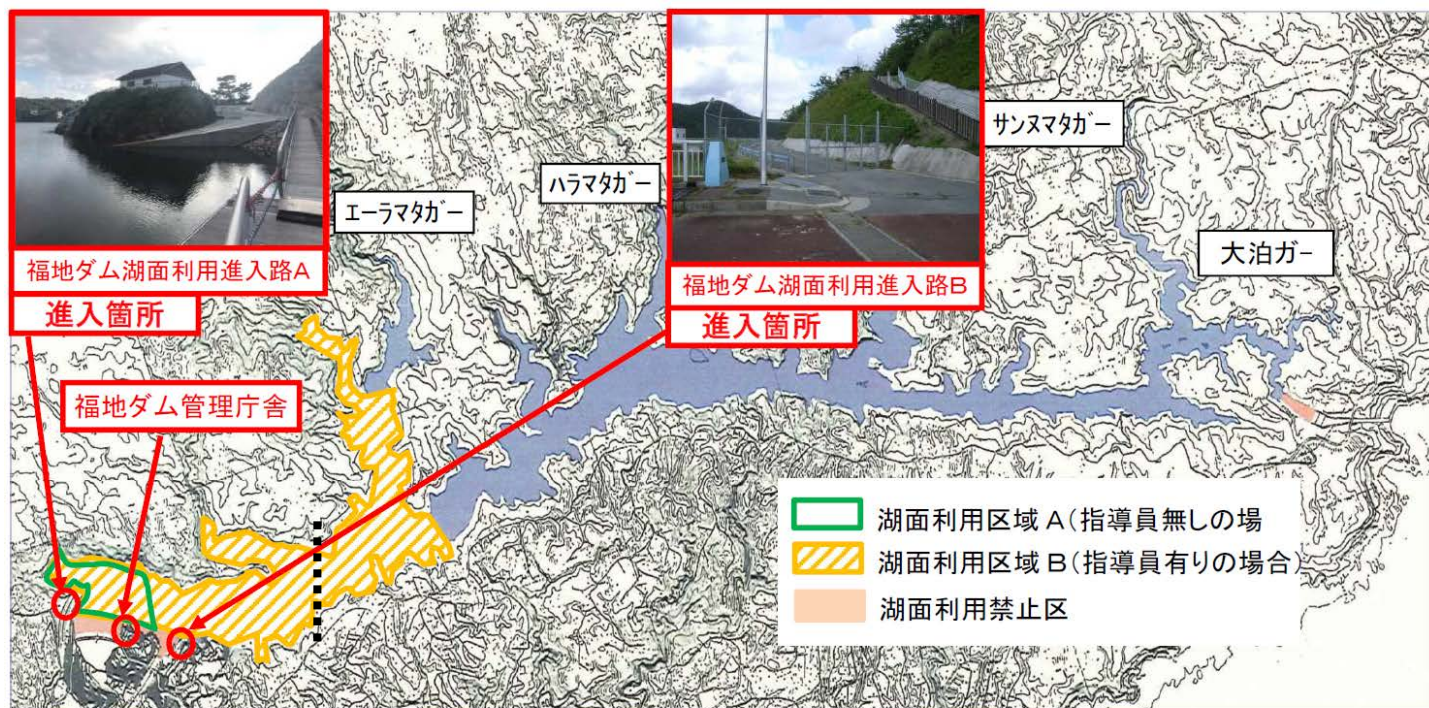 福地ダム湖面利用進入路A
進入箇所
福地ダム管理庁舎
エーラマタガー
ハラマタガー
福地ダム湖面利用進入路B
進入箇所
サンヌマタガー
大泊ガー
湖面利用区域 A(指導員無しの場
湖面利用区域 B(指導員有りの場合)
湖面利用禁止区